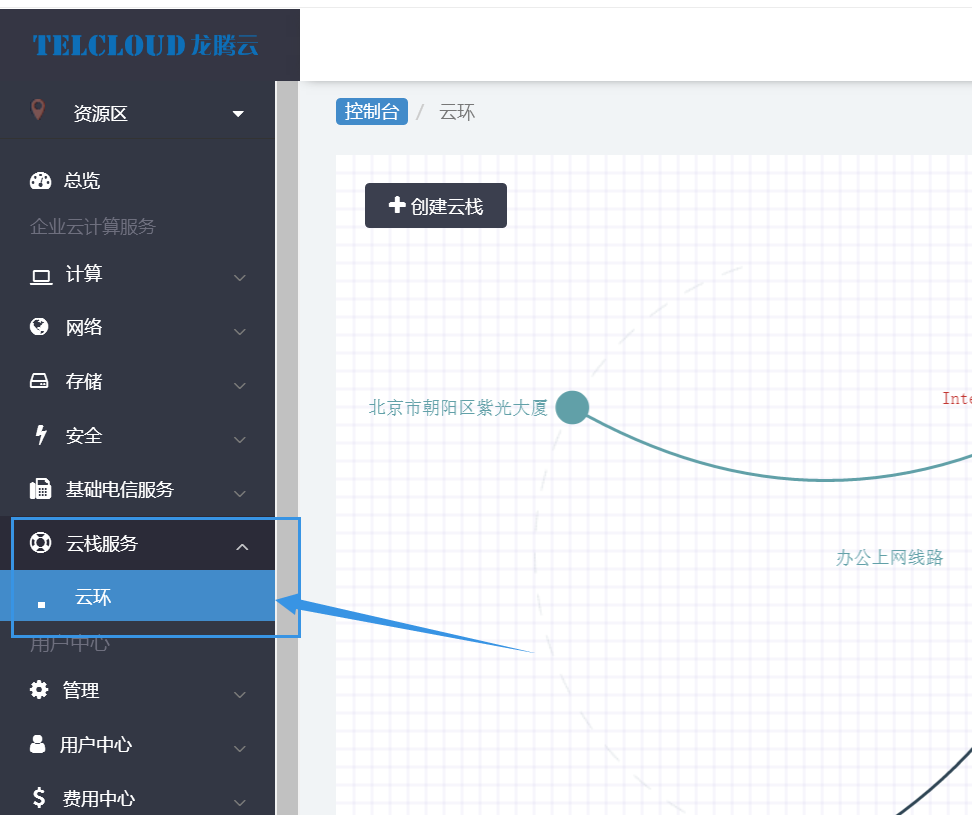 TELCLOUD 龙腾云
资源区
总览
企业云计算服务
计算
网络
存储
安全
基础电信服务
云栈服务
云环
用户中心
管理
用户中心
费用中心
控制台 / 云环
创建云栈
北京市朝阳区紫光大厦
Inte
办公上网线路